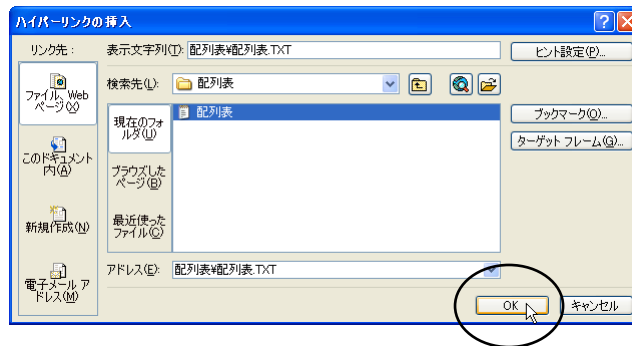 ハイパーリンクの挿入
リンク先:
表示文字列(T): 配列表¥配列表.TXT
ヒント設定(P)...
検索先(L): 配列表
ファイル、Web
ページ(X)
このドキュメント
内(A)
新規作成(N)
電子メール ア
ドレス(M)
現在のフォ
ルダ(U)
ブラウズした
ページ(B)
最近使った
ファイル(C)
配列表
ブックマーク(O)...
ターゲット フレーム(G)...
アドレス(E): 配列表¥配列表.TXT
OK
キャンセル